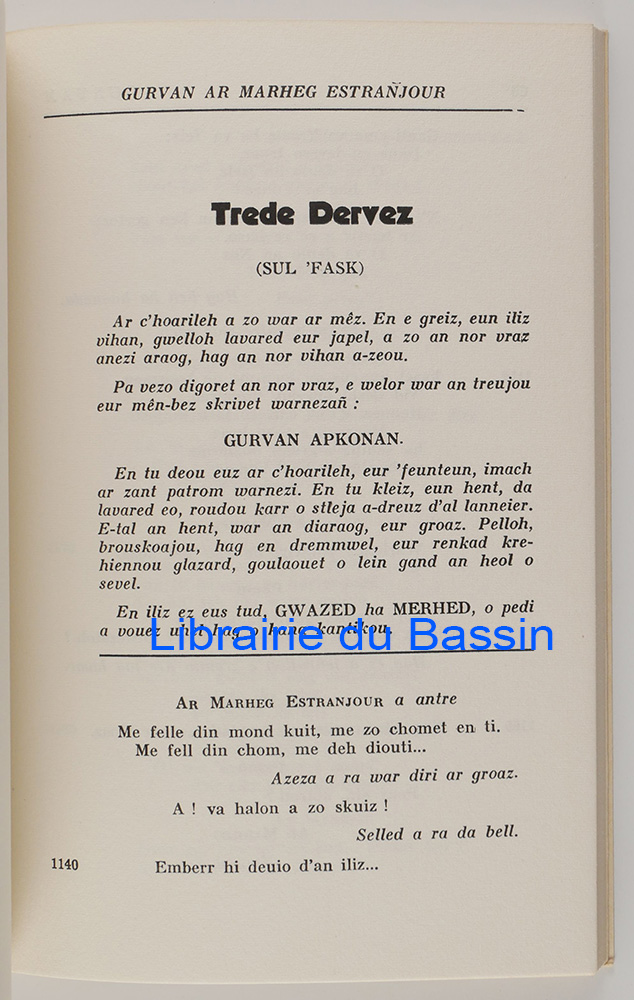 GURVAN AR MARHEG ESTRAÑJOUR
Trede Dervez
(SUL 'FASK)
Ar c'hoarileh a zo war ar mêz. En e greiz, eun iliz
vihan, gwelloh lavared eur japel, a zo an nor vraz
anezi araog, hag an nor vihan a-zeou.
Pa vezo digoret an nor vraz, e welor war an treujou
eur mên-bez skrivet warnezañ :
GURVAN APKONAN.
En tu deou euz ar c'hoarileh, eur 'feunteun, imach
ar zant patrom warnezi. En tu kleiz, eun hent, da
lavared eo, roudou karr o stleja a-dreuz d'al lanneier.
E-tal an hent, war an diaraog, eur groaz. Pelloh,
brouskoajou, hag en dremmwel, eur renkad kre-
hiennou glazard, goulaouet o lein gand an heol o
sevel.
En iliz ez eus tud, GWAZED ha MERHED, o pedi
a vouez uhel hag o kana kantikou.
Librairie du Bassin
AR MARHEG ESTRANJOUR a antre
Me felle din mond kuit, me zo chomet en ti.
Me fell din chom, me deh diouti...
Azeza a ra war diri ar groaz.
A ! va halon a zo skuiz !
Selled a ra da bell.
1140 Emberr hi deuio d'an iliz...